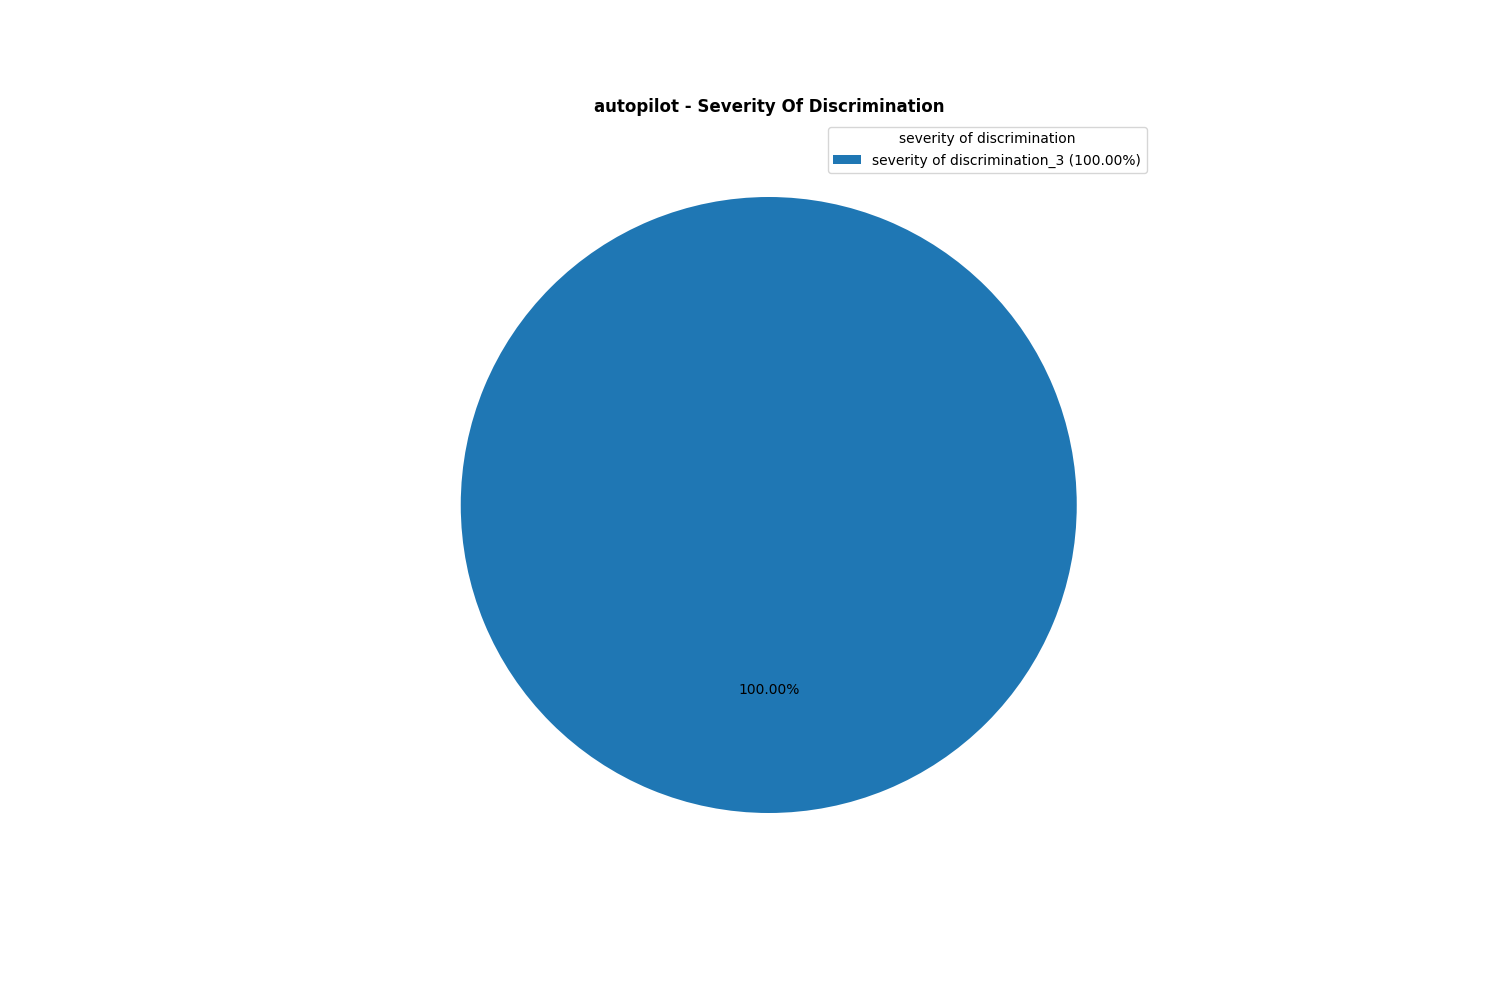 autopilot - Severity Of Discrimination
severity of discrimination
severity of discrimination_3 (100.00%)
100.00%